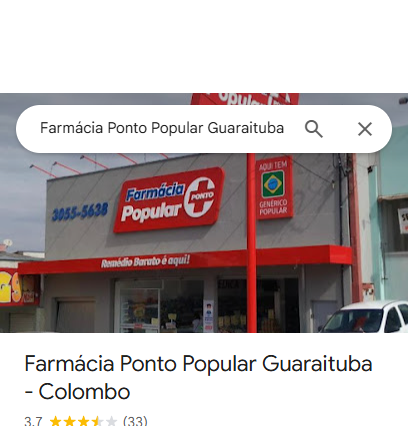 Farmácia Ponto Popular Guaraituba
Popular
3055-5638
Farmácia
Popular
PONTO
AQUI TEM
GENÉRICO
POPULAR
Remédio Barato é aqui!
Farmácia Ponto Popular Guaraituba
- Colombo
3,7 (33)